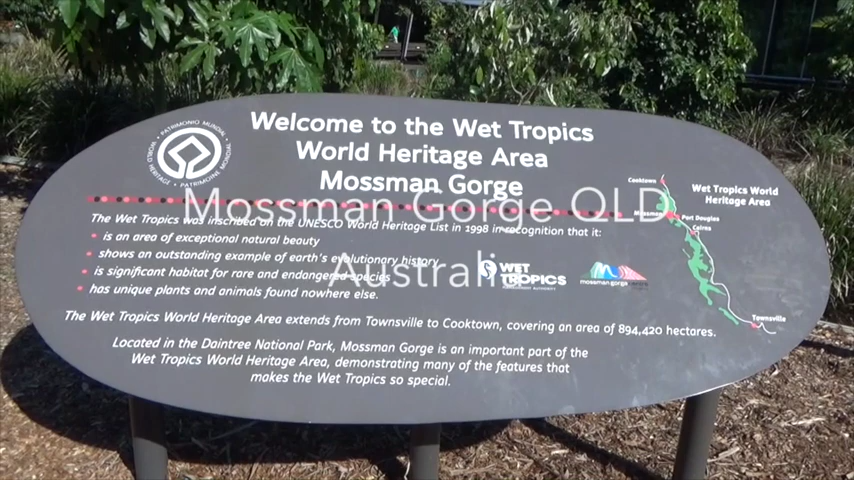 Welcome to the Wet Tropics
World Heritage Area
Mossman Gorge
WORLD HERITAGE • PATRIMONIO MUNDIAL • PATRIMOINE MONDIAL •
Mossman Gorge QLD
Australia
The Wet Tropics was inscribed on the UNESCO World Heritage List in 1998 in recognition that it:
• is an area of exceptional natural beauty
• shows an outstanding example of earth's evolutionary history
• is significant habitat for rare and endangered species
• has unique plants and animals found nowhere else.
WET
TROPICS
mossman gorge
Wet Tropics World
Heritage Area
Cooktown
Mossman
Port Douglas
Cairns
Townsville
The Wet Tropics World Heritage Area extends from Townsville to Cooktown, covering an area of 894,420 hectares.
Located in the Daintree National Park, Mossman Gorge is an important part of the
Wet Tropics World Heritage Area, demonstrating many of the features that
makes the Wet Tropics so special.